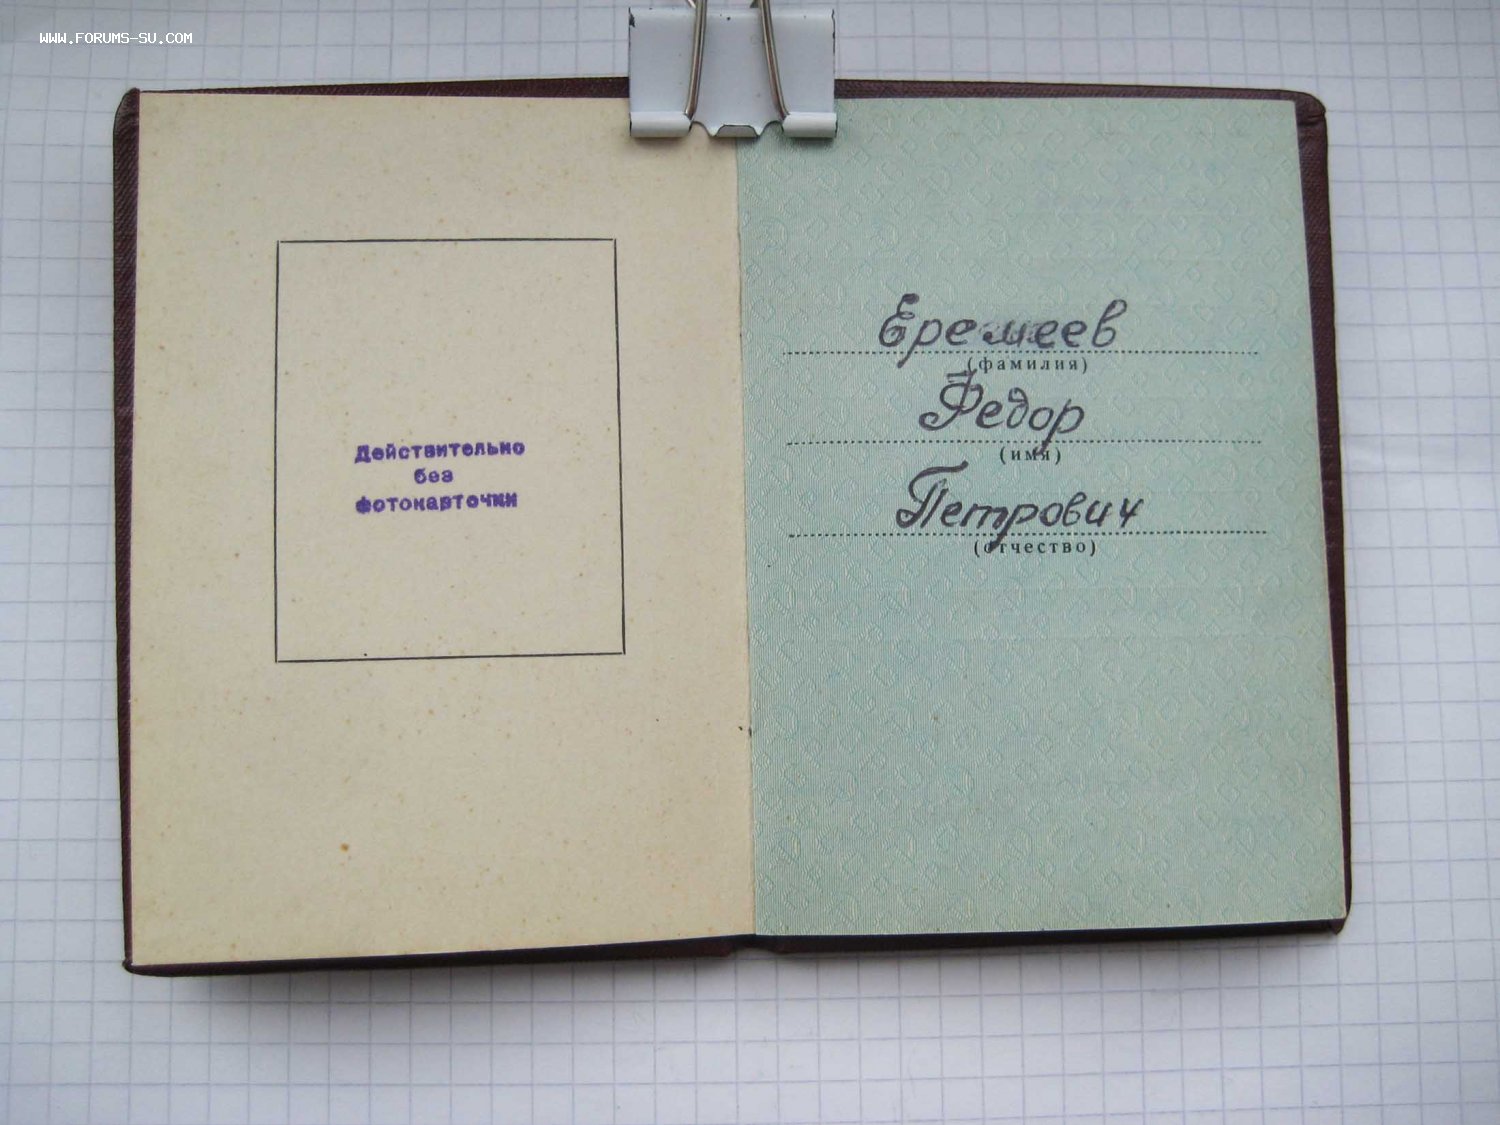 WWW.FORUMS-SU.COM
Действительно
без
фотокарточки
Еремеев
(фамилия)
Федор
(имя)
Петрович
(отчество)